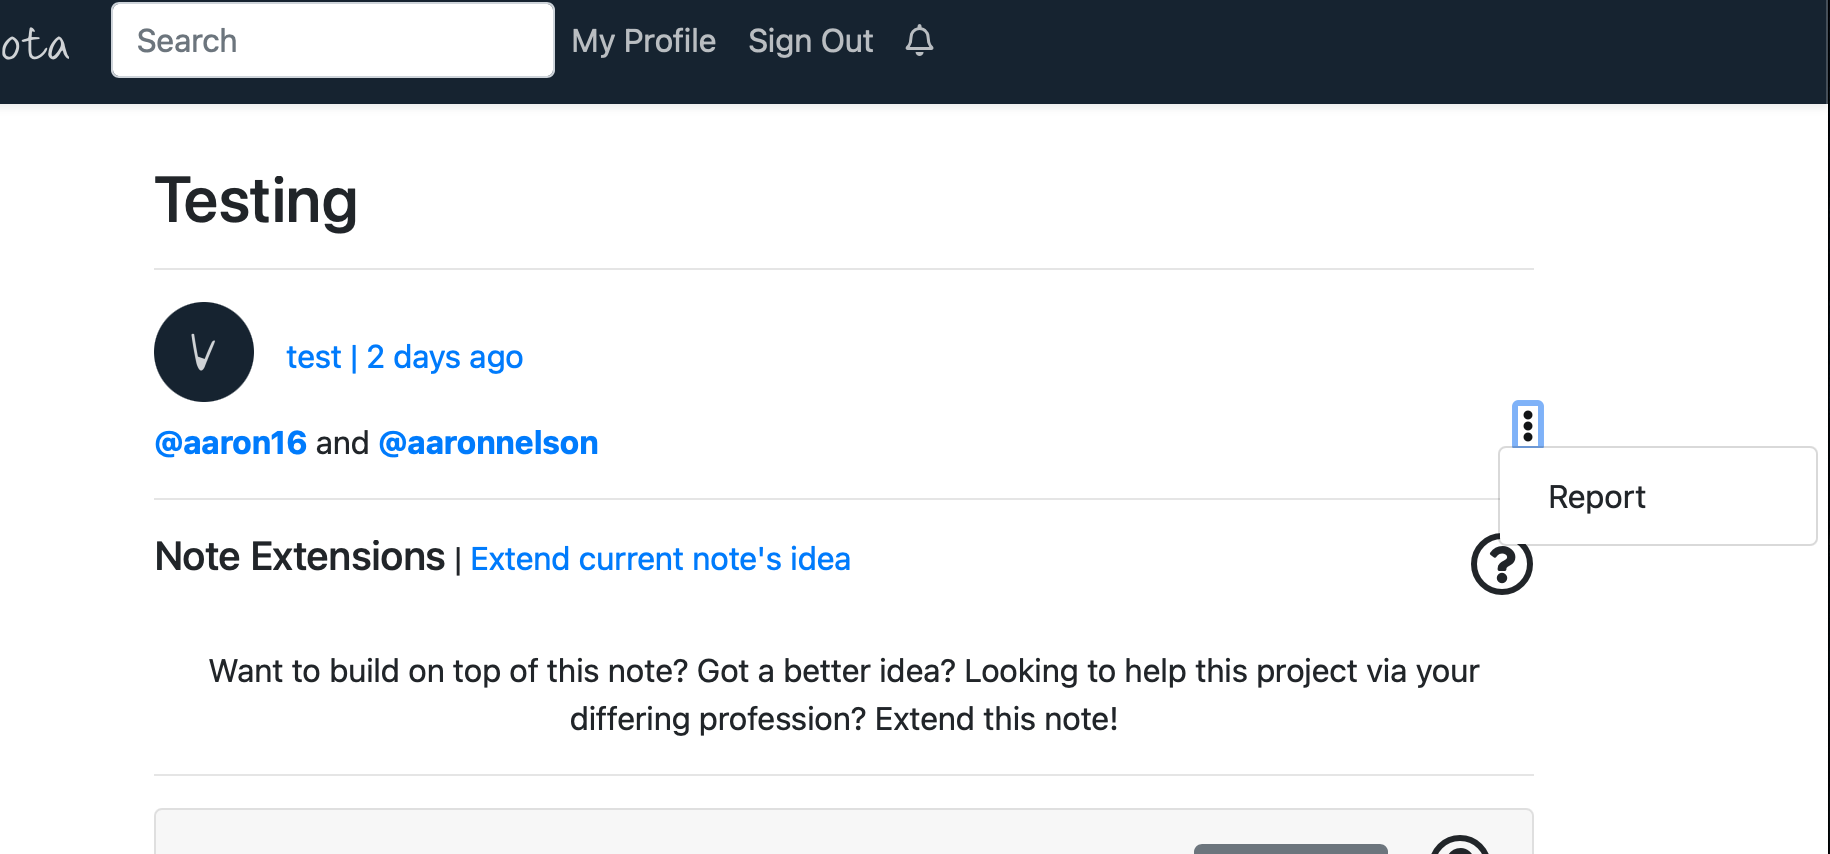 ota Search My Profile Sign Out
Testing
test | 2 days ago
@aaron16 and @aaronnelson
Report
Note Extensions | Extend current note's idea
Want to build on top of this note? Got a better idea? Looking to help this project via your
differing profession? Extend this note!